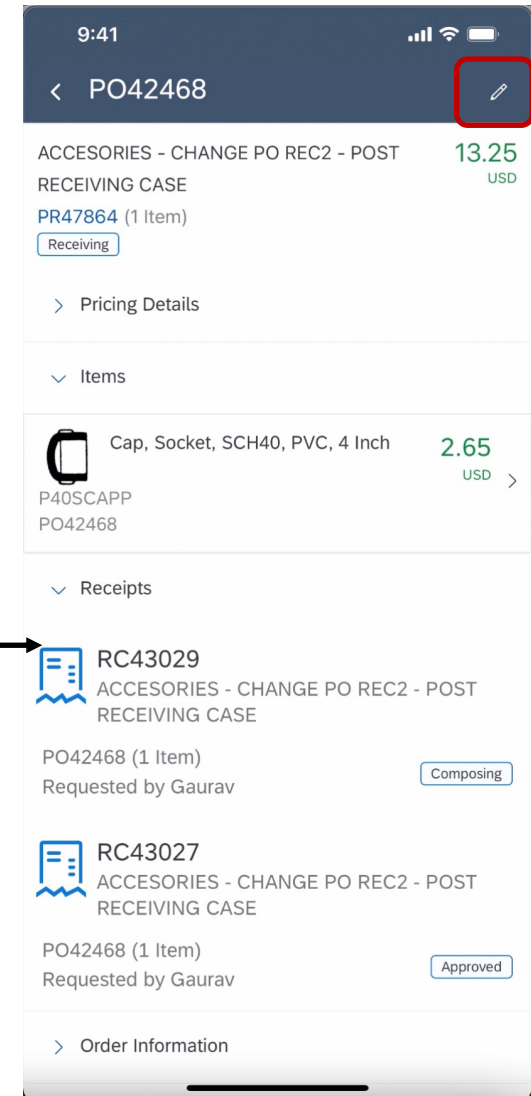 9:41
PO42468
ACCESORIES - CHANGE PO REC2 - POST
RECEIVING CASE
13.25
USD
PR47864 (1 Item)
Receiving
Pricing Details
Items
Cap, Socket, SCH40, PVC, 4 Inch
2.65
USD
P40SCAPP
PO42468
Receipts
RC43029
ACCESORIES - CHANGE PO REC2 - POST
RECEIVING CASE
PO42468 (1 Item)
Requested by Gaurav
Composing
RC43027
ACCESORIES - CHANGE PO REC2 - POST
RECEIVING CASE
PO42468 (1 Item)
Requested by Gaurav
Approved
Order Information